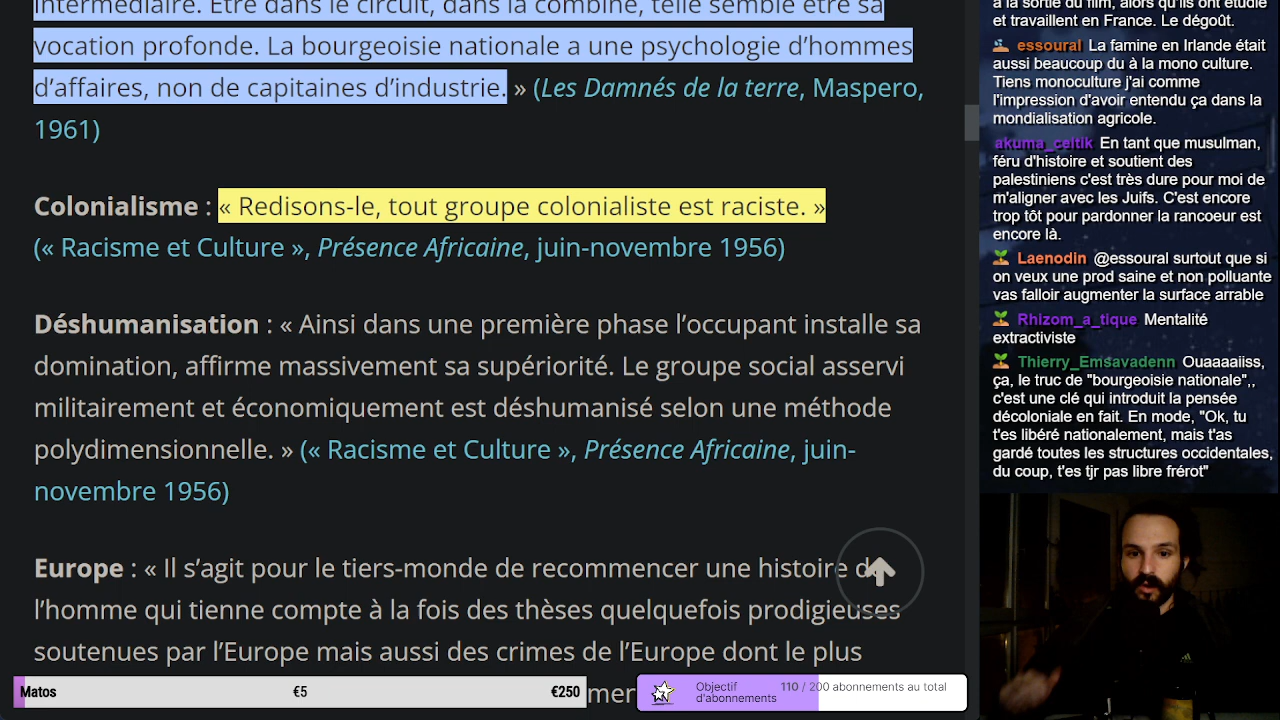 intermédiaire. Être dans le circuit, dans la combine, telle semble être sa
vocation profonde. La bourgeoisie nationale a une psychologie d’hommes
d’affaires, non de capitaines d’industrie. » (Les Damnés de la terre, Maspero,
1961)
Colonialisme : « Redisons-le, tout groupe colonialiste est raciste. »
(« Racisme et Culture », Présence Africaine, juin-novembre 1956)
Déshumanisation : « Ainsi dans une première phase l’occupant installe sa
domination, affirme massivement sa supériorité. Le groupe social asservi
militairement et économiquement est déshumanisé selon une méthode
polydimensionnelle. » (« Racisme et Culture », Présence Africaine, juin-
novembre 1956)
Europe : « Il s’agit pour le tiers-monde de recommencer une histoire de
l’homme qui tienne compte à la fois des thèses quelquefois prodigieuses
soutenues par l’Europe mais aussi des crimes de l’Europe dont le plus
Matos €5 €250
Objectif d'abonnements 110 / 200 abonnements au total
à la sortie du film, alors qu'ils ont étudié
et travaillent en France. Le dégoût.
essoural La famine en Irlande était
aussi beaucoup du à la mono culture.
Tiens monoculture j'ai comme
l'impression d'avoir entendu ça dans la
mondialisation agricole.
akuma_celtik En tant que musulman,
féru d'histoire et soutient des
palestiniens c'est très dure pour moi de
m'aligner avec les Juifs. C'est encore
trop tôt pour pardonner la rancoeur est
encore là.
Laenodin @essoural surtout que si
on veux une prod saine et non polluante
vas falloir augmenter la surface arrable
Rhizom_a_tique Mentalité
extractiviste
Thierry_Emsavadenn Ouaaaaiiss,
ça, le truc de "bourgeoisie nationale",,
c'est une clé qui introduit la pensée
décoloniale en fait. En mode, "Ok, tu
t'es libéré nationalement, mais t'as
gardé toutes les structures occidentales,
du coup, t'es tjr pas libre frérot"